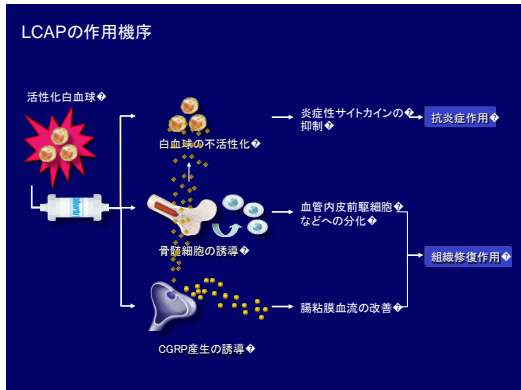 LCAPの作用機序
活性化白血球�
白血球の不活性化�
炎症性サイトカインの�
抑制�
抗炎症作用�
骨髄細胞の誘導�
血管内皮前駆細胞�
などへの分化�
組織修復作用�
CGRP産生の誘導�
腸粘膜血流の改善�